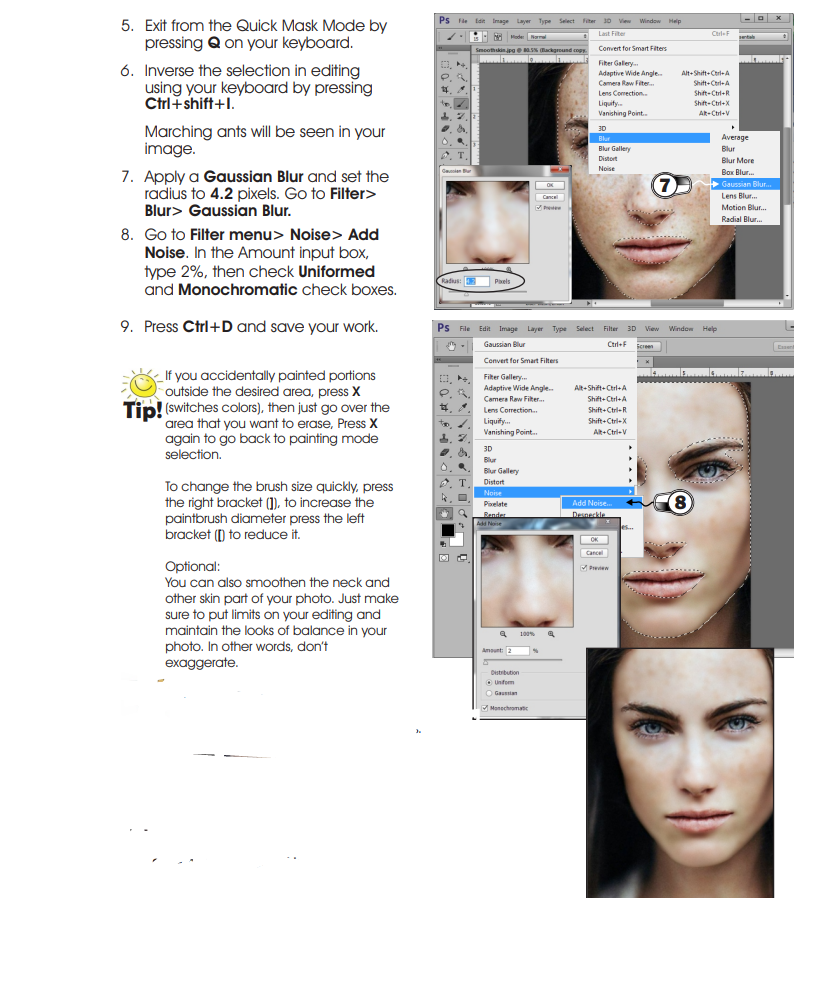 5. Exit from the Quick Mask Mode by
pressing Q on your keyboard.
6. Inverse the selection in editing
using your keyboard by pressing
Ctrl+shift+I.
Marching ants will be seen in your
image.
7. Apply a Gaussian Blur and set the
radius to 4.2 pixels. Go to Filter>
Blur> Gaussian Blur.
8. Go to Filter menu> Noise> Add
Noise. In the Amount input box,
type 2%, then check Uniformed
and Monochromatic check boxes.
9. Press Ctrl+D and save your work.
Tip!
If you accidentally painted portions
outside the desired area, press X
(switches colors), then just go over the
area that you want to erase, Press X
again to go back to painting mode
selection.
To change the brush size quickly, press
the right bracket (]), to increase the
paintbrush diameter press the left
bracket ([) to reduce it.
Optional:
You can also smoothen the neck and
other skin part of your photo. Just make
sure to put limits on your editing and
maintain the looks of balance in your
photo. In other words, don't
exaggerate.
Ps File Edit Image Layer Type Select Filter 3D View Window Help
Mode: Normal
Smoothskin.jpg @ 80.5% (Background copy,
Last Filter Ctrl+F
Convert for Smart Filters
Filter Gallery...
Adaptive Wide Angle... Alt+Shift+Ctrl+A
Camera Raw Filter... Shift+Ctrl+A
Lens Correction... Shift+Ctrl+R
Liquify... Shift+Ctrl+X
Vanishing Point... Alt+Ctrl+V
3D
Blur
Blur Gallery
Distort
Noise
Average
Blur
Blur More
Box Blur...
Gaussian Blur...
Lens Blur...
Motion Blur...
Radial Blur...
7
Gaussian Blur
OK
Cancel
Preview
Radius: 4.2 Pixels
Ps File Edit Image Layer Type Select Filter 3D View Window Help
Screen
Gaussian Blur Ctrl+F
Convert for Smart Filters
Filter Gallery...
Adaptive Wide Angle... Alt+Shift+Ctrl+A
Camera Raw Filter... Shift+Ctrl+A
Lens Correction... Shift+Ctrl+R
Liquify... Shift+Ctrl+X
Vanishing Point... Alt+Ctrl+V
3D
Blur
Blur Gallery
Distort
Noise
Pixelate
Render
Add Noise...
Despeckle
8
Add Noise
OK
Cancel
Preview
100%
Amount: 2 %
Distribution
Uniform
Gaussian
Monochromatic